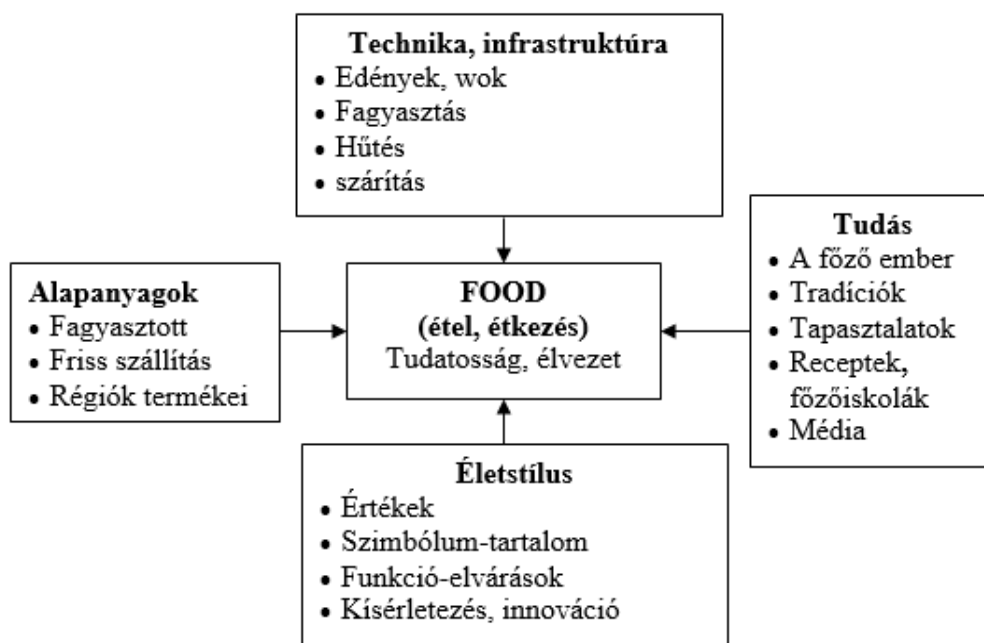 Technika, infrastruktúra
• Edények, wok
• Fagyasztás
• Hűtés
• szárítás
Alapanyagok
• Fagyasztott
• Friss szállítás
• Régiók termékei
FOOD
(étel, étkezés)
Tudatosság, élvezet
Tudás
• A főző ember
• Tradíciók
• Tapasztalatok
• Receptek,
főzőiskolák
• Média
Életstílus
• Értékek
• Szimbólum-tartalom
• Funkció-elvárások
• Kísérletezés, innováció